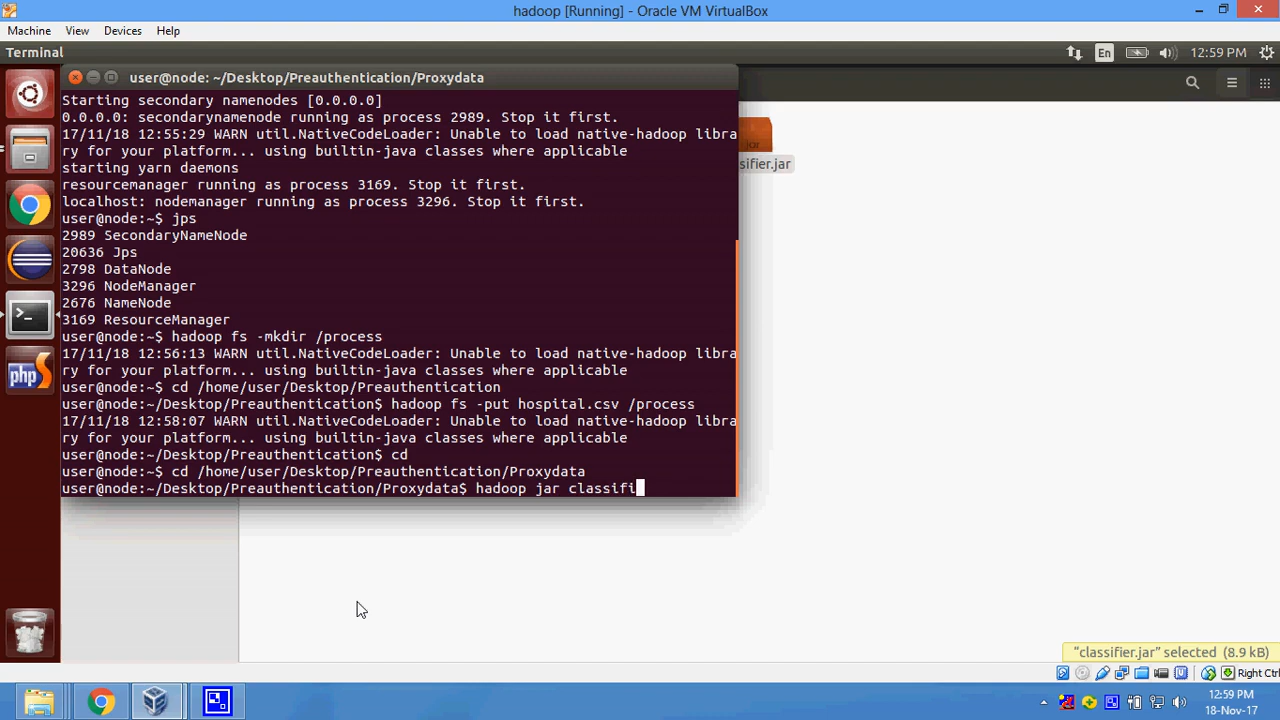 hadoop [Running] - Oracle VM VirtualBox
Machine View Devices Help
Terminal
En
12:59 PM
user@node: ~/Desktop/Preauthentication/Proxydata
Starting secondary namenodes [0.0.0.0]
0.0.0.0: secondarynamenode running as process 2989. Stop it first.
17/11/18 12:55:29 WARN util.NativeCodeLoader: Unable to load native-hadoop libra
ry for your platform... using builtin-java classes where applicable
starting yarn daemons
resourcemanager running as process 3169. Stop it first.
localhost: nodemanager running as process 3296. Stop it first.
user@node:~$ jps
2989 SecondaryNameNode
20636 Jps
2798 DataNode
3296 NodeManager
2676 NameNode
3169 ResourceManager
user@node:~$ hadoop fs -mkdir /process
17/11/18 12:56:13 WARN util.NativeCodeLoader: Unable to load native-hadoop libra
ry for your platform... using builtin-java classes where applicable
user@node:~$ cd /home/user/Desktop/Preauthentication
user@node:~/Desktop/Preauthentication$ hadoop fs -put hospital.csv /process
17/11/18 12:58:07 WARN util.NativeCodeLoader: Unable to load native-hadoop libra
ry for your platform... using builtin-java classes where applicable
user@node:~/Desktop/Preauthentication$ cd
user@node:~$ cd /home/user/Desktop/Preauthentication/Proxydata
user@node:~/Desktop/Preauthentication/Proxydata$ hadoop jar classifi
jar
sifier.jar
php
"classifier.jar" selected (8.9 kB)
Right Ctrl
12:59 PM
18-Nov-17